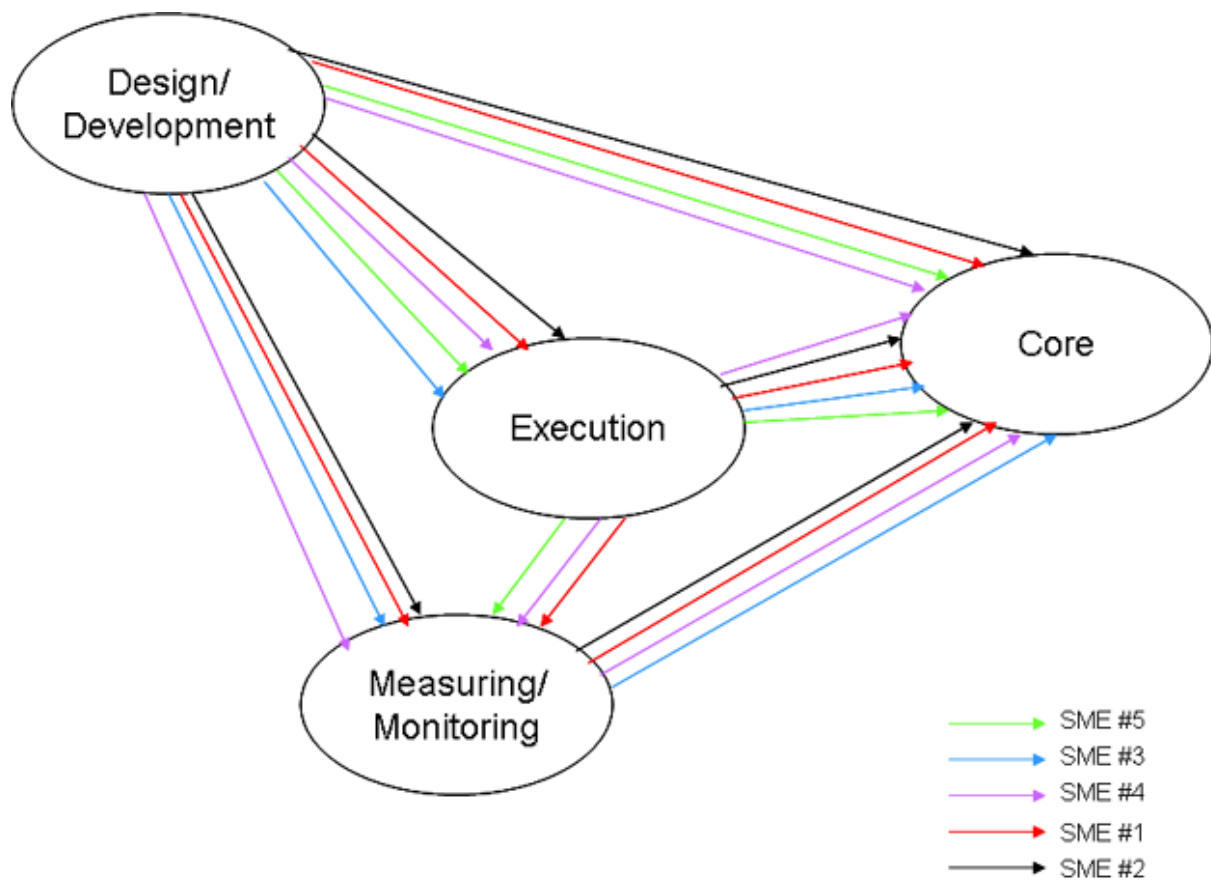 Design/
Development
Core
Execution
Measuring/
Monitoring
SME #5
SME #3
SME #4
SME #1
SME #2